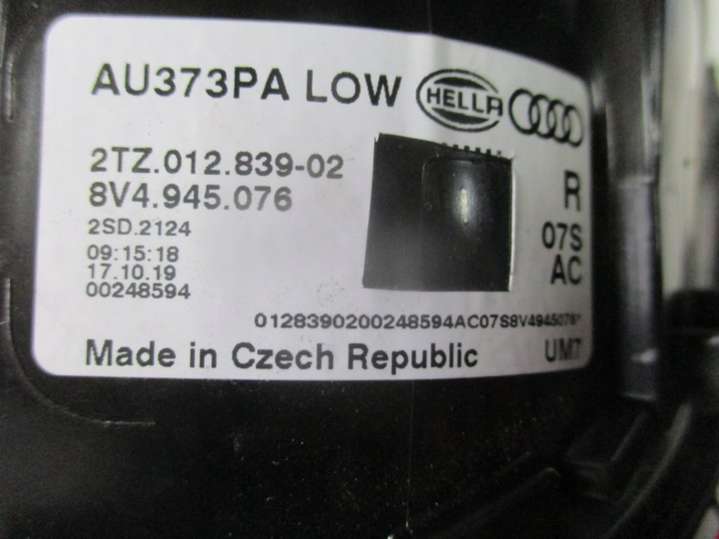 AU373PA LOW HELLA
2TZ.012.839-02
8V4.945.076
R
2SD.2124
07S
09:15:18
AC
17.10.19
00248594
0128390200248594AC07S8V4945076*
Made in Czech Republic UM7